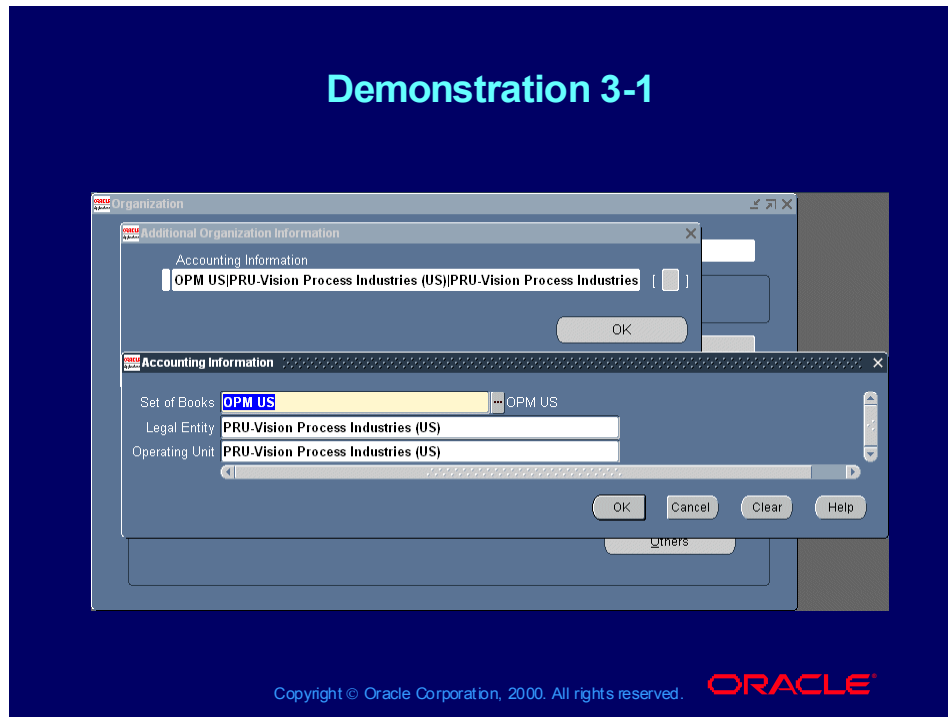 Demonstration 3-1
Organization
Additional Organization Information
Accounting Information
OPM US|PRU-Vision Process Industries (US)|PRU-Vision Process Industries
[ ]
OK
Accounting Information
Set of Books OPM US ... OPM US
Legal Entity PRU-Vision Process Industries (US)
Operating Unit PRU-Vision Process Industries (US)
OK Cancel Clear Help
Others
Copyright © Oracle Corporation, 2000. All rights reserved.
ORACLE®